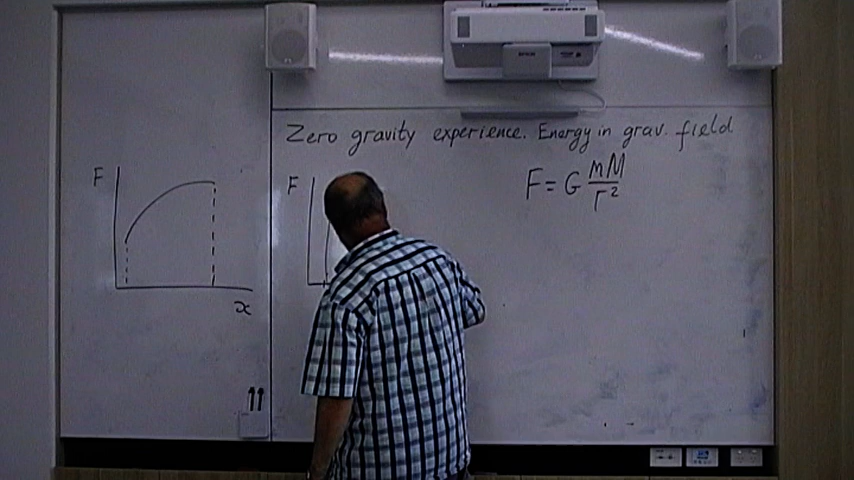 Zero gravity experience. Energy in grav. field
F
x
F
F = G mM/r²